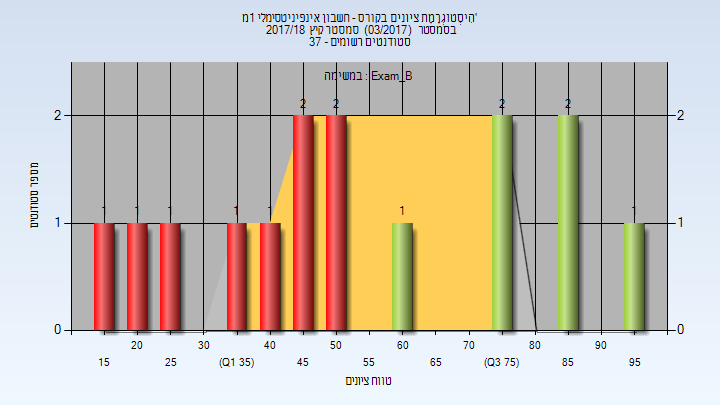 היסטוגרמת ציונים בקורס - חשבון אינפיניטסימלי 1מ'
בסמסטר (03/2017) סמסטר קיץ 2017/18
סטודנטים רשומים - 37
במשימה : Exam_B
מספר סטודנטים
2 2 2 2
1 1 1 1 1 1 1
2 1 0
2 1 0
20 30 40 50 60 70 80 90
15 25 (Q1 35) 45 55 65 (Q3 75) 85 95
טווח ציונים